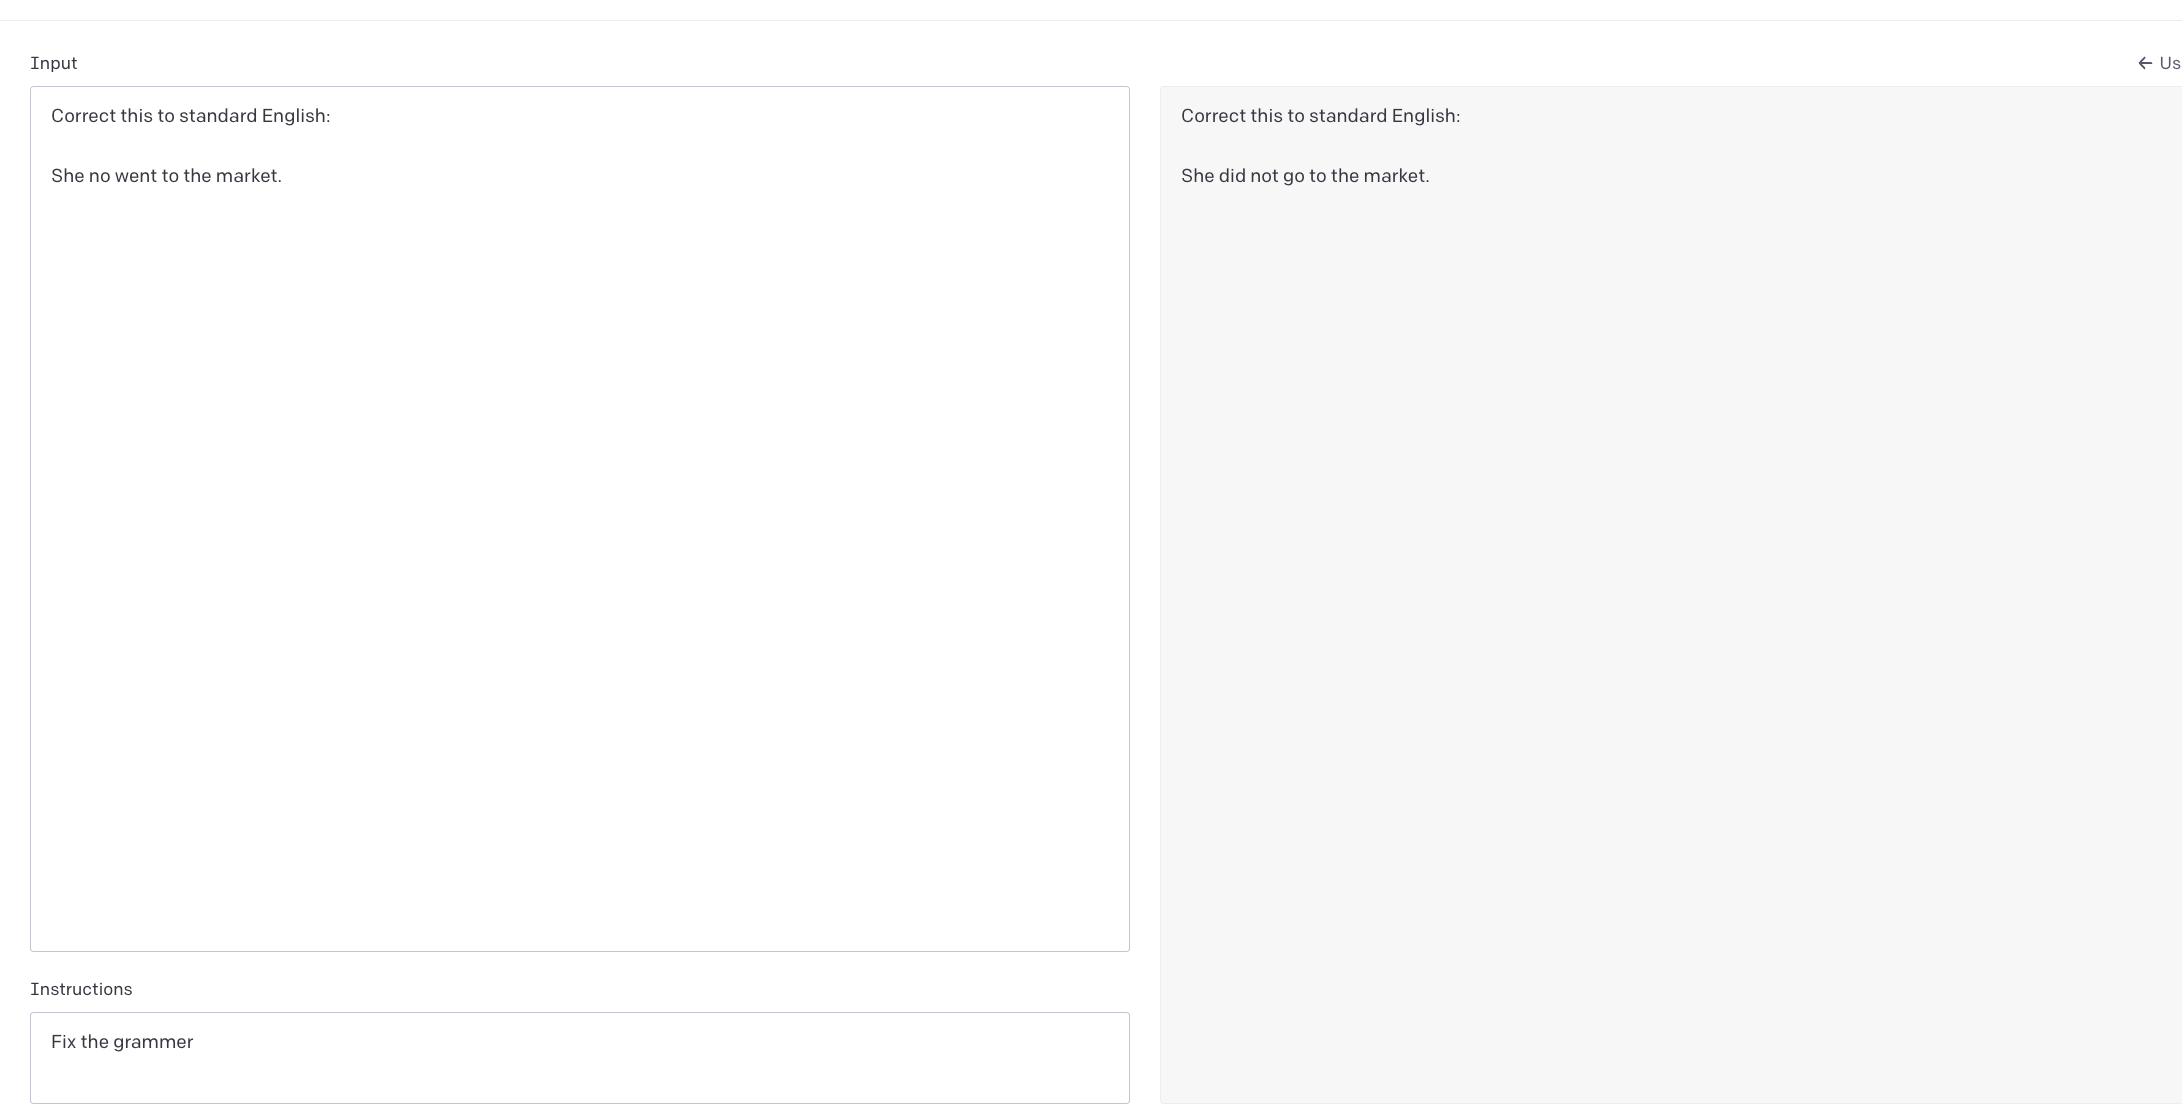 Input
← Us
Correct this to standard English:
She no went to the market.
Correct this to standard English:
She did not go to the market.
Instructions
Fix the grammer